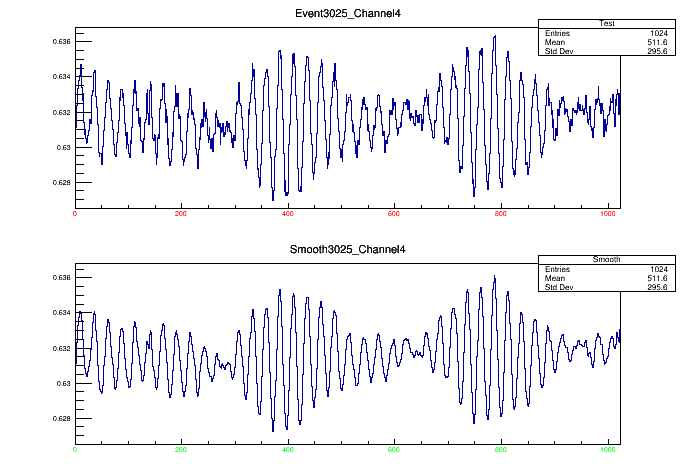 Event3025_Channel4
Test
Entries 1024
Mean 511.6
Std Dev 295.6
0.636
0.634
0.632
0.63
0.628
0 200 400 600 800 1000
Smooth3025_Channel4
Smooth
Entries 1024
Mean 511.6
Std Dev 295.6
0.636
0.634
0.632
0.63
0.628
0 200 400 600 800 1000